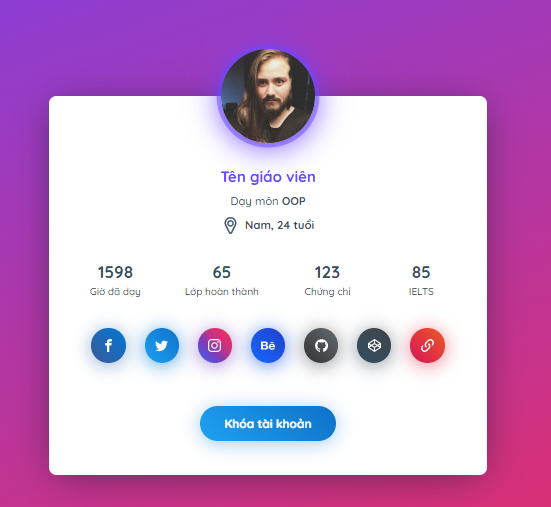 Tên giáo viên
Dạy môn OOP
Nam, 24 tuổi
1598 65 123 85
Giờ đã dạy Lớp hoàn thành Chứng chỉ IELTS
Bē
Khóa tài khoản